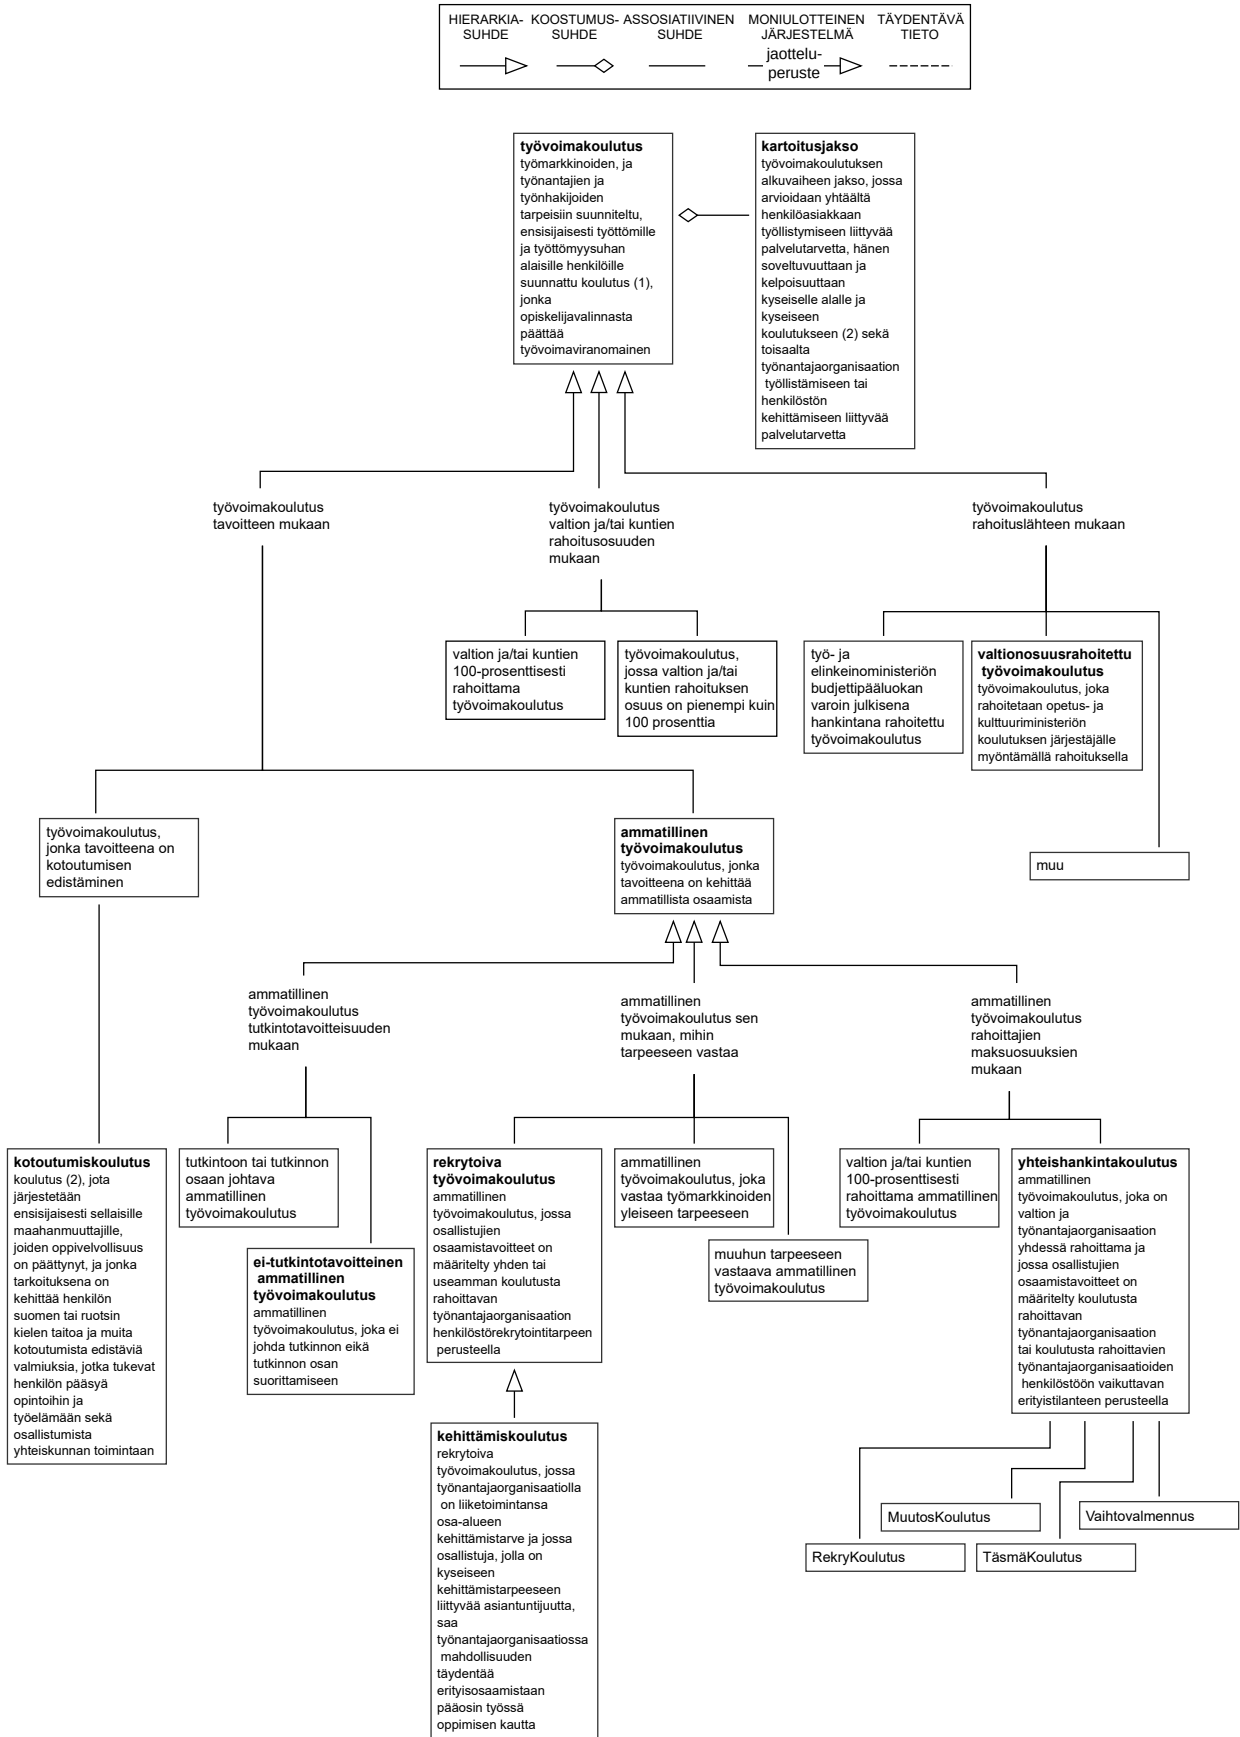 HIERARKIA-
SUHDE
KOOSTUMUS-
SUHDE
ASSOSIATIIVINEN
SUHDE
MONIULOTTEINEN
JÄRJESTELMÄ
jaottelu-
peruste
TÄYDENTÄVÄ
TIETO
työvoimakoulutus
työmarkkinoiden, ja
työnantajien ja
työnhakijoiden
tarpeisiin suunniteltu,
ensisijaisesti työttömille
ja työttömyysuhan
alaisille henkilöille
suunnattu koulutus (1),
jonka
opiskelijavalinnasta
päättää
työvoimaviranomainen
kartoitusjakso
työvoimakoulutuksen
alkuvaiheen jakso, jossa
arvioidaan yhtäältä
henkilöasiakkaan
työllistymiseen liittyvää
palvelutarvetta, hänen
soveltuvuuttaan ja
kelpoisuuttaan
kyseiselle alalle ja
kyseiseen
koulutukseen (2) sekä
toisaalta
työnantajaorganisaation
työllistämiseen tai
henkilöstön
kehittämiseen liittyvää
palvelutarvetta
työvoimakoulutus
tavoitteen mukaan
työvoimakoulutus
valtion ja/tai kuntien
rahoitusosuuden
mukaan
työvoimakoulutus
rahoituslähteen mukaan
valtion ja/tai kuntien
100-prosenttisesti
rahoittama
työvoimakoulutus
työvoimakoulutus,
jossa valtion ja/tai
kuntien rahoituksen
osuus on pienempi kuin
100 prosenttia
työ- ja
elinkeinoministeriön
budjettipääluokan
varoin julkisena
hankintana rahoitettu
työvoimakoulutus
valtionosuusrahoitettu
työvoimakoulutus
työvoimakoulutus, joka
rahoitetaan opetus- ja
kulttuuriministeriön
koulutuksen järjestäjälle
myöntämällä rahoituksella
työvoimakoulutus,
jonka tavoitteena on
kotoutumisen
edistäminen
ammatillinen
työvoimakoulutus
työvoimakoulutus, jonka
tavoitteena on kehittää
ammatillista osaamista
muu
ammatillinen
työvoimakoulutus
tutkintotavoitteisuuden
mukaan
ammatillinen
työvoimakoulutus sen
mukaan, mihin
tarpeeseen vastaa
ammatillinen
työvoimakoulutus
rahoittajien
maksuosuuksien
mukaan
kotoutumiskoulutus
koulutus (2), jota
järjestetään
ensisijaisesti sellaisille
maahanmuuttajille,
joiden oppivelvollisuus
on päättynyt, ja jonka
tarkoituksena on
kehittää henkilön
suomen tai ruotsin
kielen taitoa ja muita
kotoutumista edistäviä
valmiuksia, jotka tukevat
henkilön pääsyä
opintoihin ja
työelämään sekä
osallistumista
yhteiskunnan toimintaan
tutkintoon tai tutkinnon
osaan johtava
ammatillinen
työvoimakoulutus
ei-tutkintotavoitteinen
ammatillinen
työvoimakoulutus
ammatillinen
työvoimakoulutus, joka ei
johda tutkinnon eikä
tutkinnon osan
suorittamiseen
rekrytoiva
työvoimakoulutus
ammatillinen
työvoimakoulutus, jossa
osallistujien
osaamistavoitteet on
määritelty yhden tai
useamman koulutusta
rahoittavan
työnantajaorganisaation
henkilöstörekrytointitarpeen
perusteella
ammatillinen
työvoimakoulutus, joka
vastaa työmarkkinoiden
yleiseen tarpeeseen
muuhun tarpeeseen
vastaava ammatillinen
työvoimakoulutus
valtion ja/tai kuntien
100-prosenttisesti
rahoittama ammatillinen
työvoimakoulutus
yhteishankintakoulutus
ammatillinen
työvoimakoulutus, joka on
valtion ja
työnantajaorganisaation
yhdessä rahoittama ja
jossa osallistujien
osaamistavoitteet on
määritelty koulutusta
rahoittavan
työnantajaorganisaation
tai koulutusta rahoittavien
työnantajaorganisaatioiden
henkilöstöön vaikuttavan
erityistilanteen perusteella
kehittämiskoulutus
rekrytoiva
työvoimakoulutus, jossa
työnantajaorganisaatiolla
on liiketoimintansa
osa-alueen
kehittämistarve ja jossa
osallistuja, jolla on
kyseiseen
kehittämistarpeeseen
liittyvää asiantuntijuutta,
saa
työnantajaorganisaatiossa
mahdollisuuden
täydentää
erityisosaamistaan
pääosin työssä
oppimisen kautta
MuutosKoulutus
Vaihtovalmennus
RekryKoulutus
TäsmäKoulutus